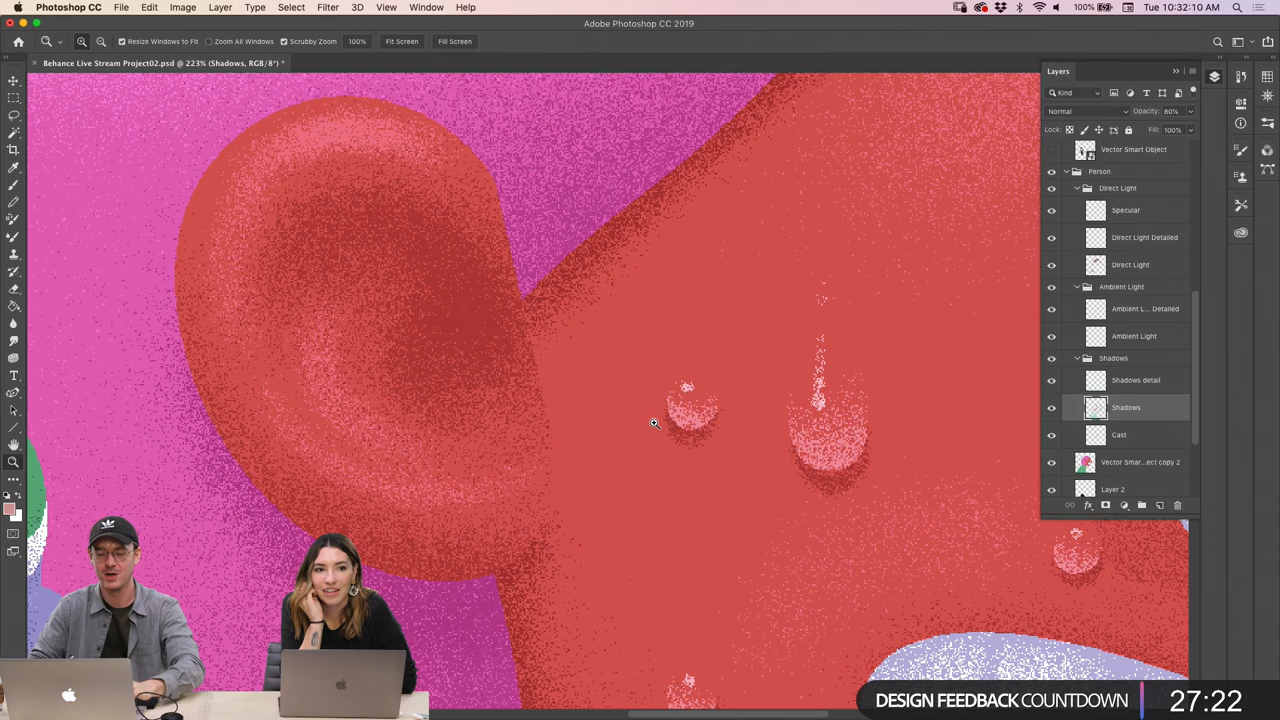 Photoshop CC File Edit Image Layer Type Select Filter 3D View Window Help
100% Tue 10:32:10 AM
Adobe Photoshop CC 2019
Resize Windows to Fit Zoom All Windows Scrubby Zoom 100% Fit Screen Fill Screen
Behance Live Stream Project02.psd @ 223% (Shadows, RGB/8*) *
Layers
Kind
Normal Opacity: 80%
Lock: Fill: 100%
Vector Smart Object
Person
Direct Light
Specular
Direct Light Detailed
Direct Light
Ambient Light
Ambient L... Detailed
Ambient Light
Shadows
Shadows detail
Shadows
Cast
Vector Smar...ect copy 2
Layer 2
fx
DESIGN FEEDBACK COUNTDOWN 27:22